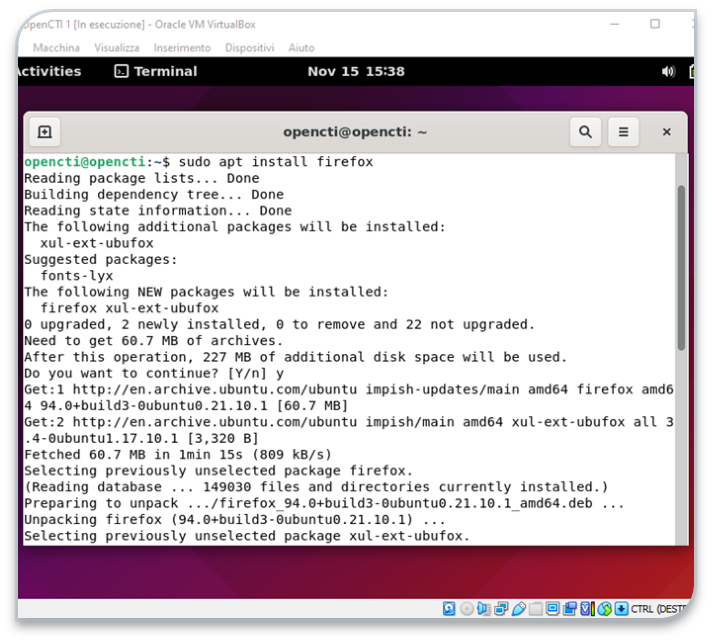 OpenCTI 1 [In esecuzione] - Oracle VM VirtualBox
Macchina Visualizza Inserimento Dispositivi Aiuto
Activities Terminal Nov 15 15:38
opencti@opencti: ~
opencti@opencti:~$ sudo apt install firefox
Reading package lists... Done
Building dependency tree... Done
Reading state information... Done
The following additional packages will be installed:
xul-ext-ubufox
Suggested packages:
fonts-lyx
The following NEW packages will be installed:
firefox xul-ext-ubufox
0 upgraded, 2 newly installed, 0 to remove and 22 not upgraded.
Need to get 60.7 MB of archives.
After this operation, 227 MB of additional disk space will be used.
Do you want to continue? [Y/n] y
Get:1 http://en.archive.ubuntu.com/ubuntu impish-updates/main amd64 firefox amd6
4 94.0+build3-0ubuntu0.21.10.1 [60.7 MB]
Get:2 http://en.archive.ubuntu.com/ubuntu impish/main amd64 xul-ext-ubufox all 3
.4-0ubuntu1.17.10.1 [3,320 B]
Fetched 60.7 MB in 1min 15s (809 kB/s)
Selecting previously unselected package firefox.
(Reading database ... 149030 files and directories currently installed.)
Preparing to unpack .../firefox_94.0+build3-0ubuntu0.21.10.1_amd64.deb ...
Unpacking firefox (94.0+build3-0ubuntu0.21.10.1) ...
Selecting previously unselected package xul-ext-ubufox.
CTRL (DEST